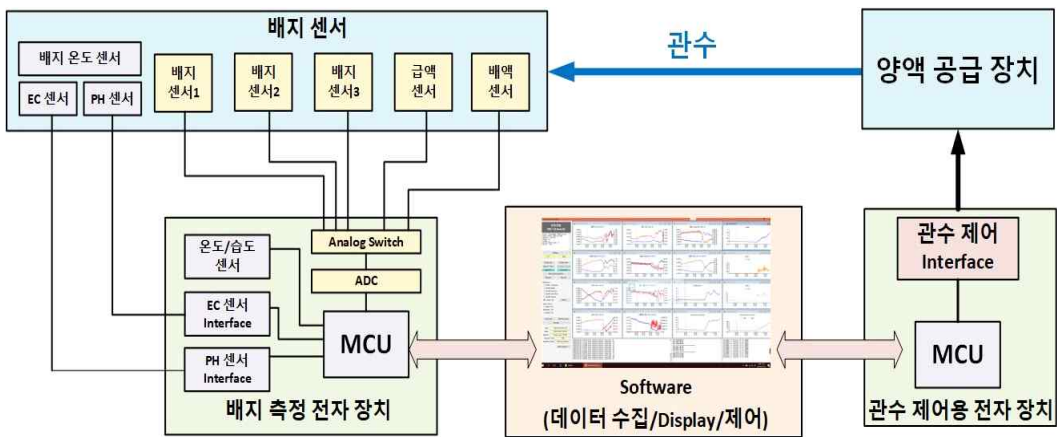 배지 센서
배지 온도 센서
EC 센서
PH 센서
배지
센서1
배지
센서2
배지
센서3
급액
센서
배액
센서
관수
양액 공급 장치
온도/습도
센서
EC 센서
Interface
PH 센서
Interface
Analog Switch
ADC
MCU
배지 측정 전자 장치
Software
(데이터 수집/Display/제어)
관수 제어
Interface
MCU
관수 제어용 전자 장치